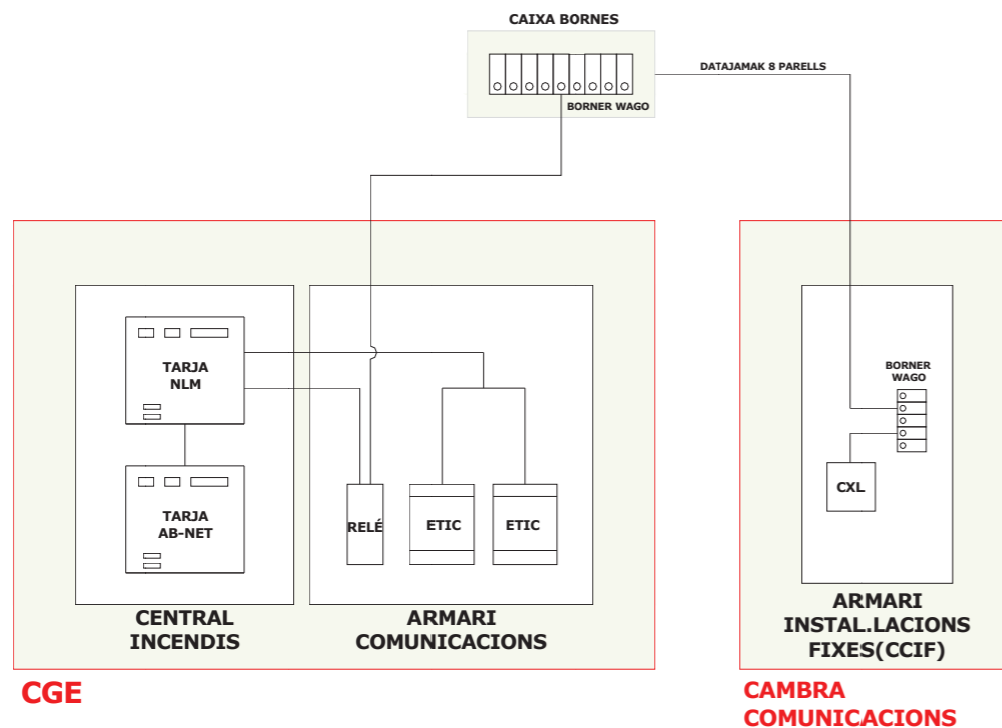 CAIXA BORNES
DATAJAMAK 8 PARELLS
BORNER WAGO
TARJA
NLM
TARJA
AB-NET
RELÉ
ETIC
ETIC
BORNER
WAGO
CXL
CENTRAL
INCENDIS
ARMARI
COMUNICACIONS
ARMARI
INSTAL.LACIONS
FIXES(CCIF)
CGE
CAMBRA
COMUNICACIONS